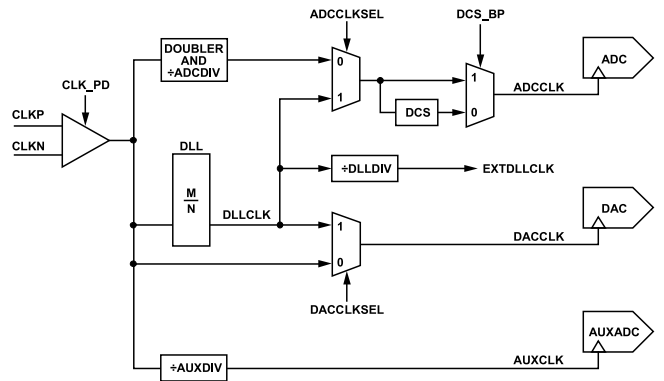 ADCCLKSEL
DCS_BP
DOUBLER
AND
÷ADCDIV
ADC
CLK_PD
0
1
1
0
ADCCLK
CLKP
CLKN
DCS
DLL
M
N
÷DLLDIV
EXTDLLCLK
DLLCLK
DAC
1
0
DACCLK
DACCLKSEL
AUXADC
÷AUXDIV
AUXCLK